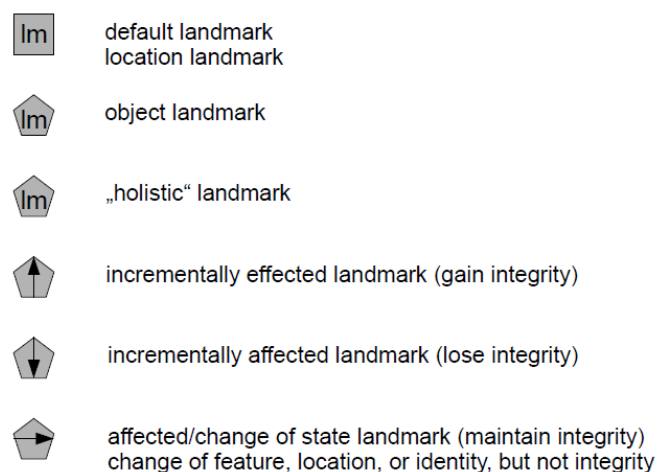 lm default landmark
location landmark
lm object landmark
lm „holistic“ landmark
incrementally effected landmark (gain integrity)
incrementally affected landmark (lose integrity)
affected/change of state landmark (maintain integrity)
change of feature, location, or identity, but not integrity